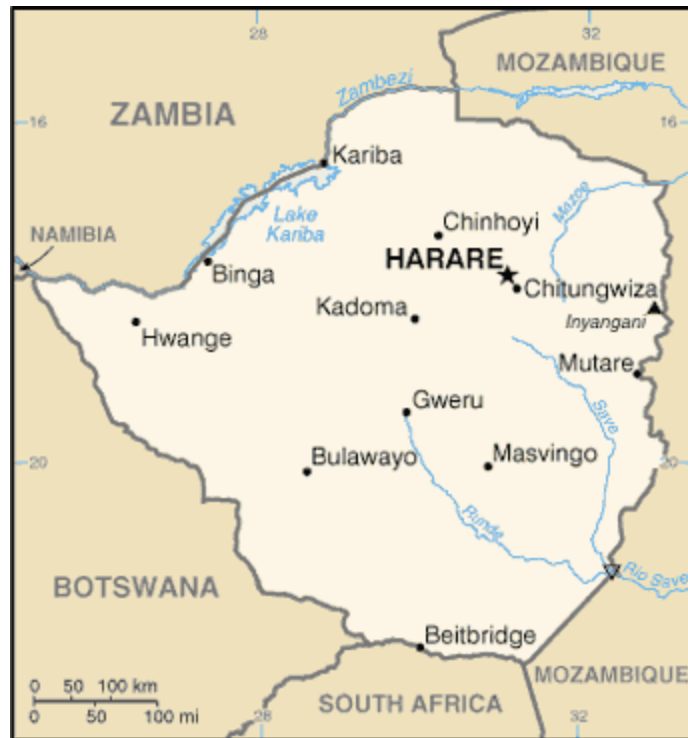 28
32
MOZAMBIQUE
Zambezi
ZAMBIA
16
16
Kariba
Lake
Kariba
Mazoe
Chinhoyi
NAMIBIA
HARARE
Binga
Chitungwiza
Kadoma
Inyangani
Hwange
Mutare
Gweru
Save
Bulawayo
Masvingo
20
20
Runde
Rio Save
BOTSWANA
Beitbridge
MOZAMBIQUE
0 50 100 km
SOUTH AFRICA
0 50 100 mi
28
32